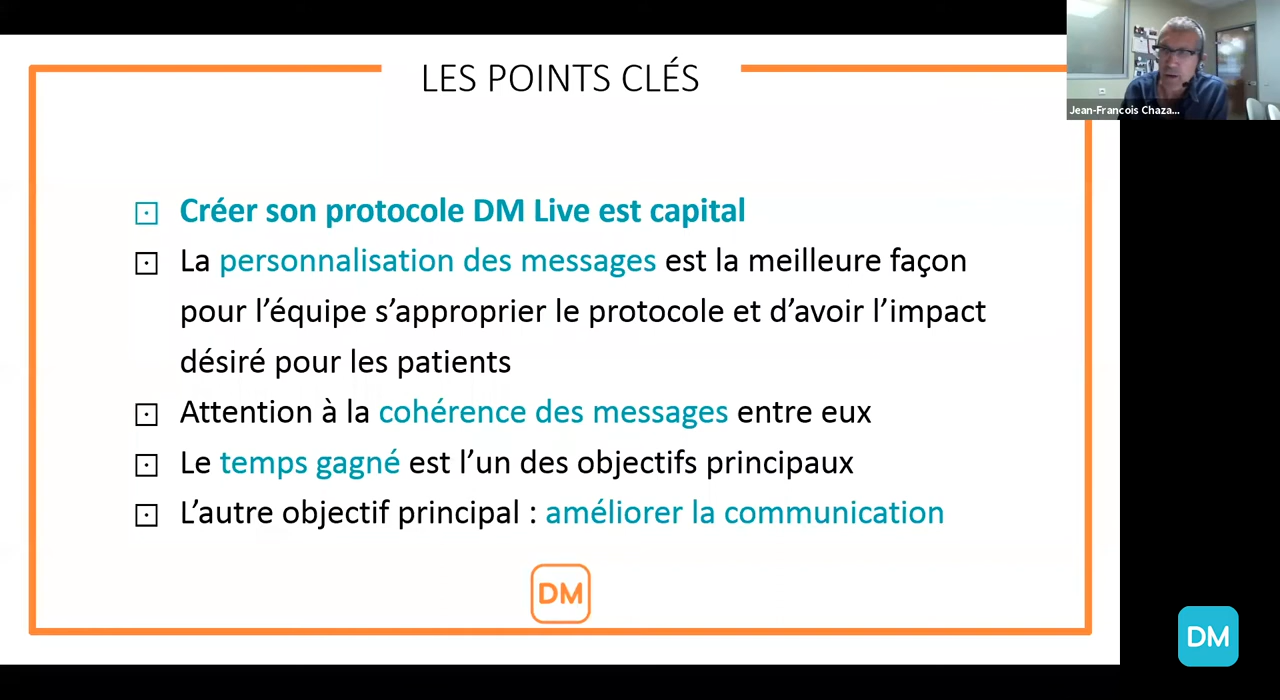 LES POINTS CLÉS
Jean-Francois Chaza...
Créer son protocole DM Live est capital
La personnalisation des messages est la meilleure façon
pour l’équipe s’approprier le protocole et d’avoir l’impact
désiré pour les patients
Attention à la cohérence des messages entre eux
Le temps gagné est l’un des objectifs principaux
L’autre objectif principal : améliorer la communication
DM
DM